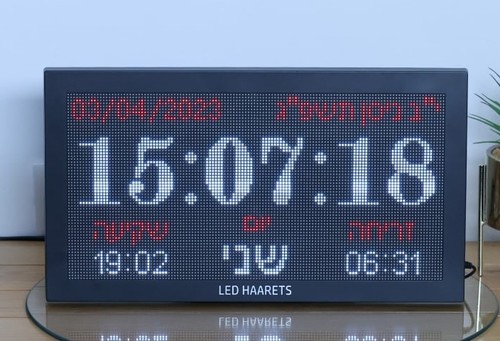 י"ב ניסן תשפ"ג 03/04/2023
15:07:18
זריחה יום שקיעה
06:31 שני 19:02
LED HAARETS